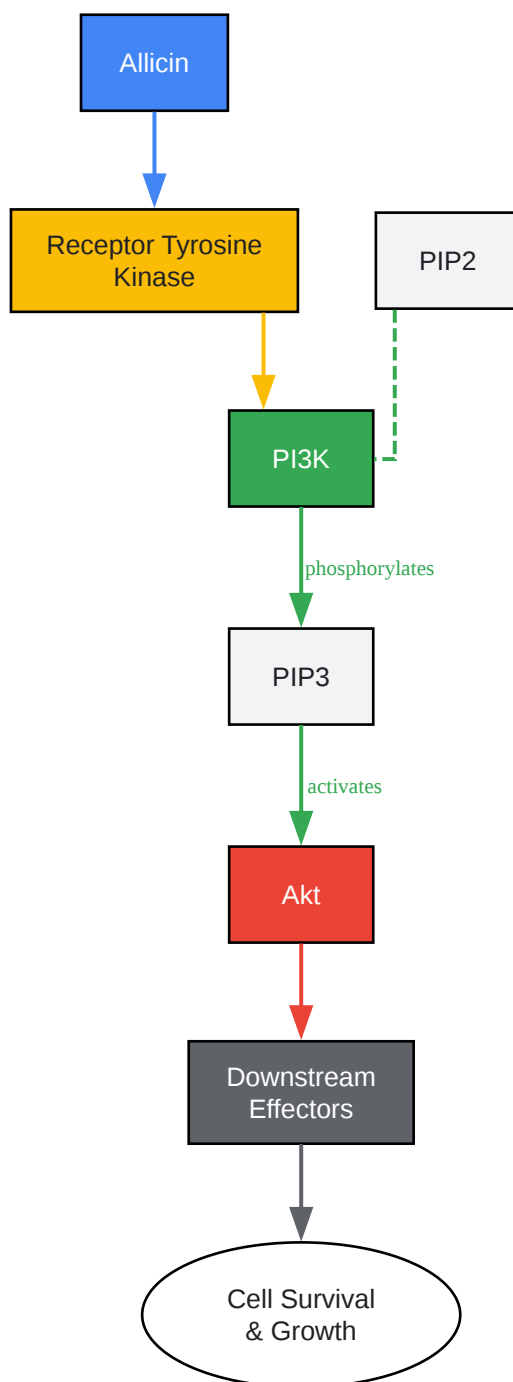 Allicin
Receptor Tyrosine
Kinase
PIP2
PI3K
phosphorylates
PIP3
activates
Akt
Downstream
Effectors
Cell Survival
& Growth